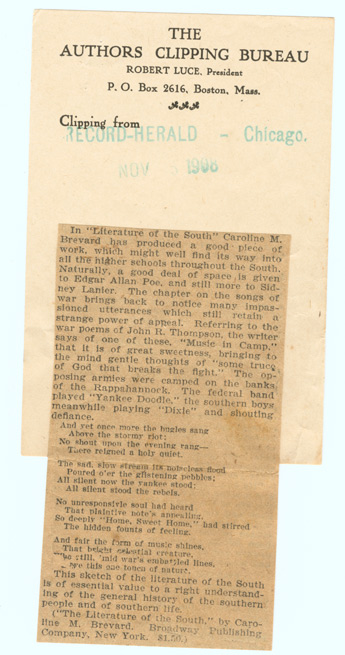 THE
AUTHORS CLIPPING BUREAU
ROBERT LUCE, President
P. O. Box 2616, Boston, Mass.
Clipping from
RECORD-HERALD - Chicago.
NOV 5 1908
In "Literature of the South" Caroline M.
Brevard has produced a good piece of
work, which might well find its way into
all the higher schools throughout the South.
Naturally, a good deal of space is given
to Edgar Allan Poe, and still more to Sid-
ney Lanier. The chapter on the songs of
war brings back to notice many impas-
sioned utterances which still retain a
strange power of appeal. Referring to the
war poems of John R. Thompson, the writer
says of one of these, "Music in Camp,"
that it is of great sweetness, bringing to
the mind gentle thoughts of "some truce
of God that breaks the fight." The op-
posing armies were camped on the banks
of the Rappahannock. The federal band
played "Yankee Doodle," the southern boys
meanwhile playing "Dixie" and shouting
defiance.
And yet once more the bugles sang
Above the stormy riot;
No shout upon the evening rang—
There reigned a holy quiet.
The sad, slow stream its noiseless flood
Poured o'er the glistening pebbles;
All silent now the yankee stood;
All silent stood the rebels.
No unresponsive soul had heard
That plaintive note's appealing,
So deeply "Home, Sweet Home," had stirred
The hidden founts of feeling.
And fair the form of music shines,
That bright celestial creature,
still, 'mid war's embattled lines,
this one touch of nature.
This sketch of the literature of the South
is of essential value to a right understand-
ing of the general history of the southern
people and of southern life.
("The Literature of the South," by Caro-
line M. Brevard. Broadway Publishing
Company, New York. $1.50.)